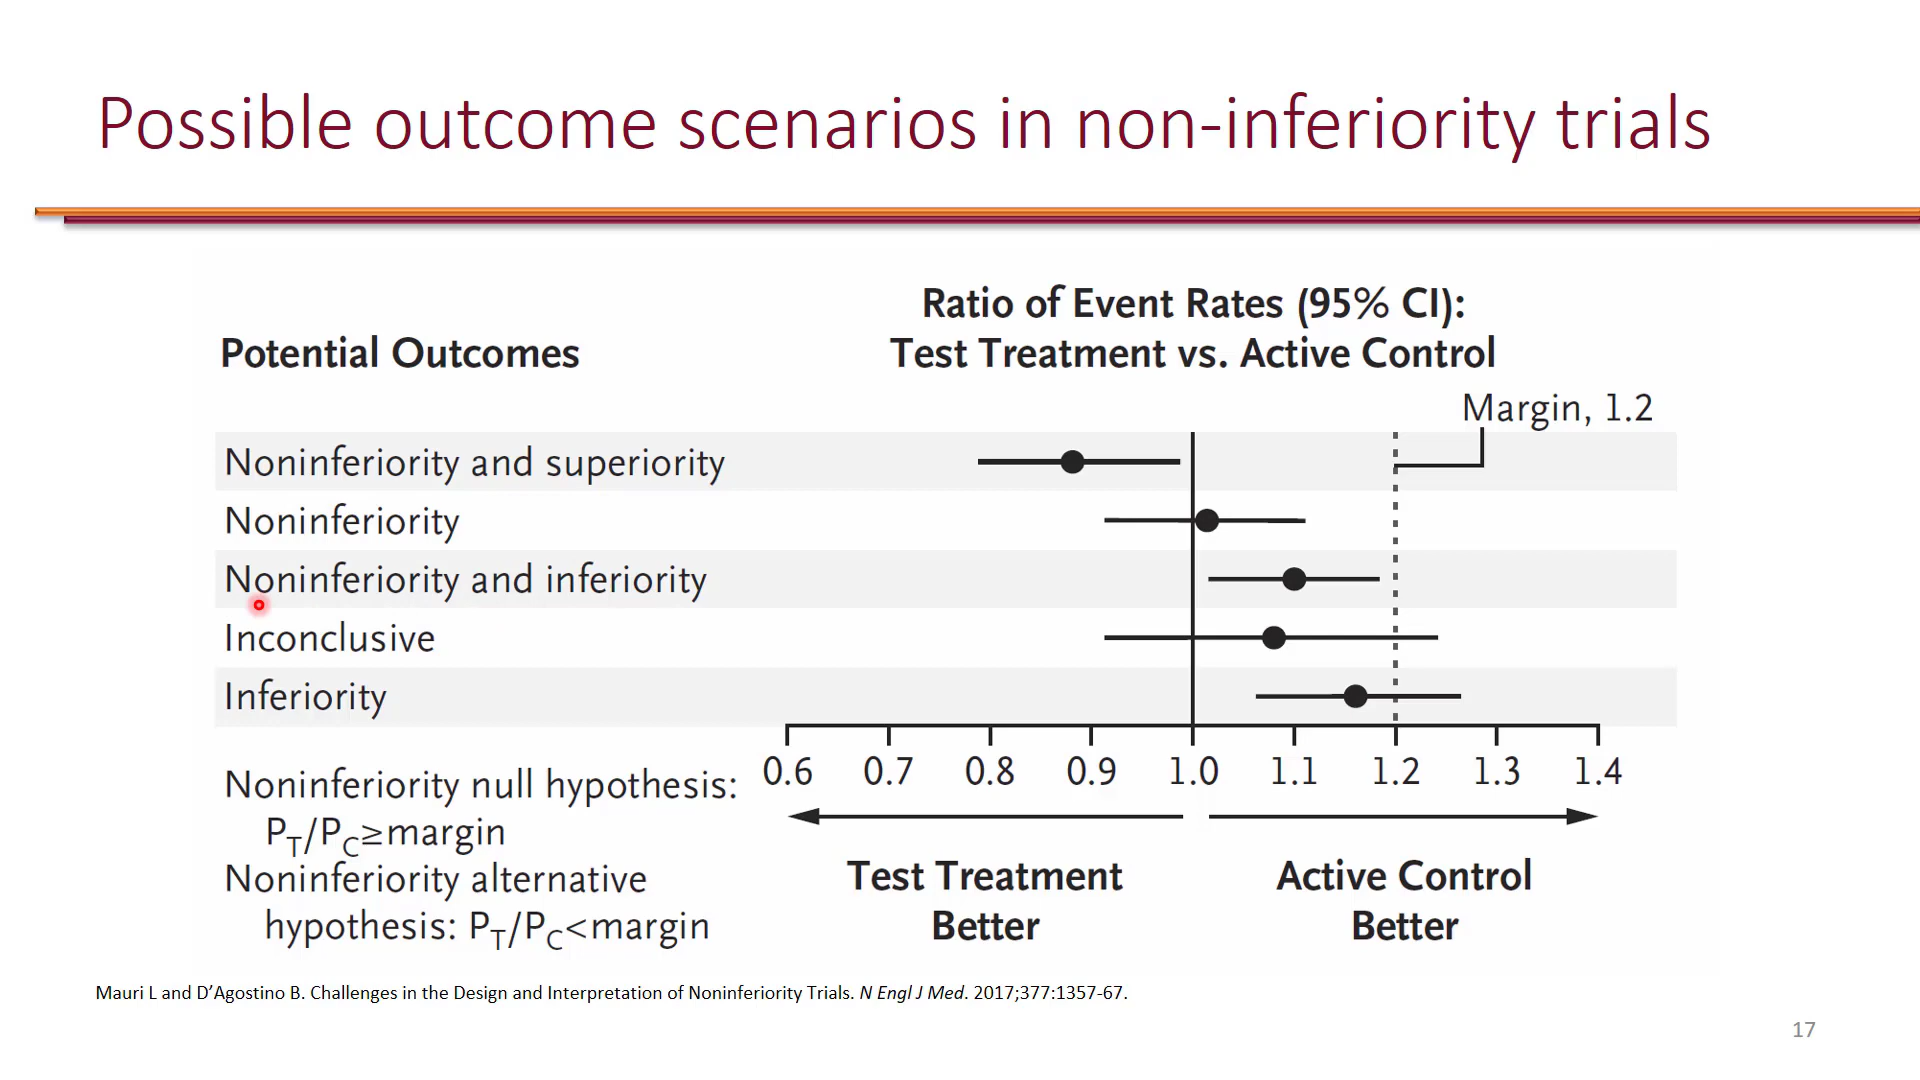 Possible outcome scenarios in non-inferiority trials
Ratio of Event Rates (95% CI):
Potential Outcomes
Test Treatment vs. Active Control
Margin, 1.2
Noninferiority and superiority
Noninferiority
Noninferiority and inferiority
Inconclusive
Inferiority
0.6 0.7 0.8 0.9 1.0 1.1 1.2 1.3 1.4
Noninferiority null hypothesis:
P_T/P_C≥margin
Noninferiority alternative
hypothesis: P_T/P_C<margin
Test Treatment
Better
Active Control
Better
Mauri L and D’Agostino B. Challenges in the Design and Interpretation of Noninferiority Trials. N Engl J Med. 2017;377:1357-67.
17